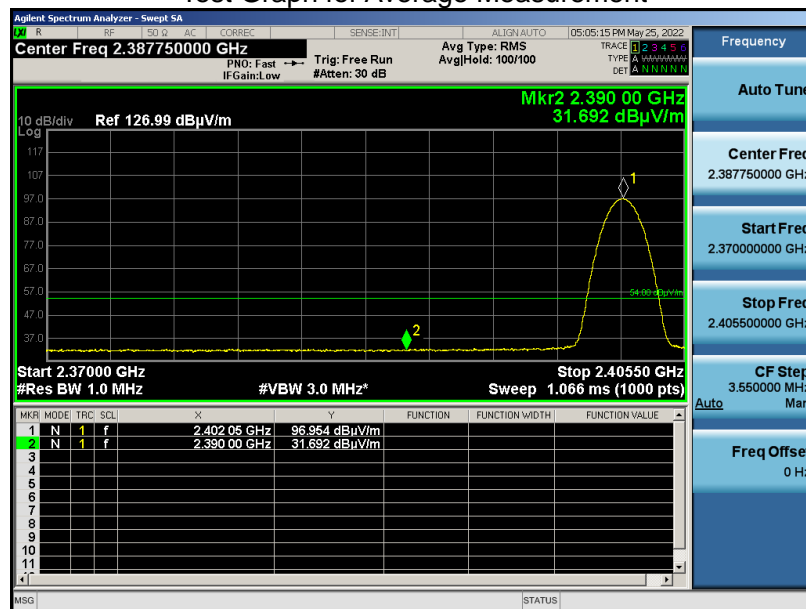 Test Graph for Average Measurement
Agilent Spectrum Analyzer - Swept SA
LXI R RF 50 Ω AC CORREC SENSE:INT ALIGN AUTO 05:05:15 PM May 25, 2022
Center Freq 2.387750000 GHz
PNO: Fast
IFGain:Low
Trig: Free Run
#Atten: 30 dB
Avg Type: RMS
Avg|Hold: 100/100
TRACE 1 2 3 4 5 6
TYPE A
DET A N N N N N
Mkr2 2.390 00 GHz
31.692 dBµV/m
10 dB/div Ref 126.99 dBµV/m
Log
117
107
97.0
87.0
77.0
67.0
57.0
47.0
37.0
1
2
54.00 dBµV/m
Start 2.37000 GHz Stop 2.40550 GHz
#Res BW 1.0 MHz #VBW 3.0 MHz* Sweep 1.066 ms (1000 pts)
MKR MODE TRC SCL X Y FUNCTION FUNCTION WIDTH FUNCTION VALUE
1 N 1 f 2.402 05 GHz 96.954 dBµV/m
2 N 1 f 2.390 00 GHz 31.692 dBµV/m
3
4
5
6
7
8
9
10
11
MSG STATUS
Frequency
Auto Tune
Center Freq
2.387750000 GHz
Start Freq
2.370000000 GHz
Stop Freq
2.405500000 GHz
CF Step
3.550000 MHz
Auto Man
Freq Offset
0 Hz